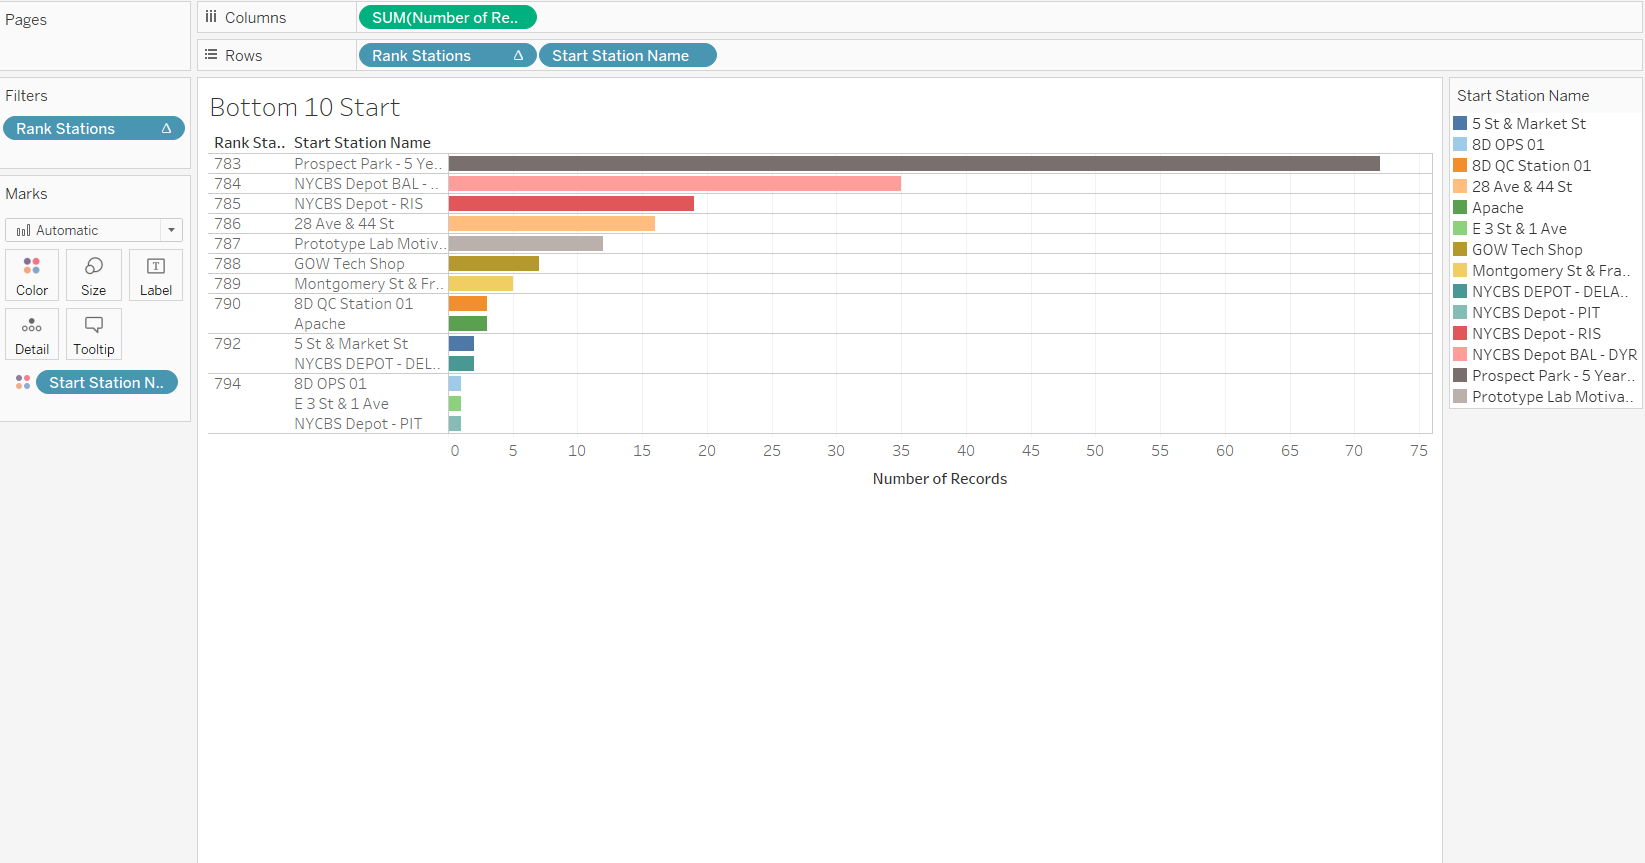 Pages
Columns
SUM(Number of Re..
Rows
Rank Stations
Start Station Name
Filters
Rank Stations
Marks
Automatic
Color
Size
Label
Detail
Tooltip
Start Station N..
Bottom 10 Start
Rank Sta.. Start Station Name
783 Prospect Park - 5 Ye..
784 NYCBS Depot BAL - ..
785 NYCBS Depot - RIS
786 28 Ave & 44 St
787 Prototype Lab Motiv..
788 GOW Tech Shop
789 Montgomery St & Fr..
790 8D QC Station 01
Apache
792 5 St & Market St
NYCBS DEPOT - DEL..
794 8D OPS 01
E 3 St & 1 Ave
NYCBS Depot - PIT
0 5 10 15 20 25 30 35 40 45 50 55 60 65 70 75
Number of Records
Start Station Name
5 St & Market St
8D OPS 01
8D QC Station 01
28 Ave & 44 St
Apache
E 3 St & 1 Ave
GOW Tech Shop
Montgomery St & Fra..
NYCBS DEPOT - DELA..
NYCBS Depot - PIT
NYCBS Depot - RIS
NYCBS Depot BAL - DYR
Prospect Park - 5 Year..
Prototype Lab Motiva..